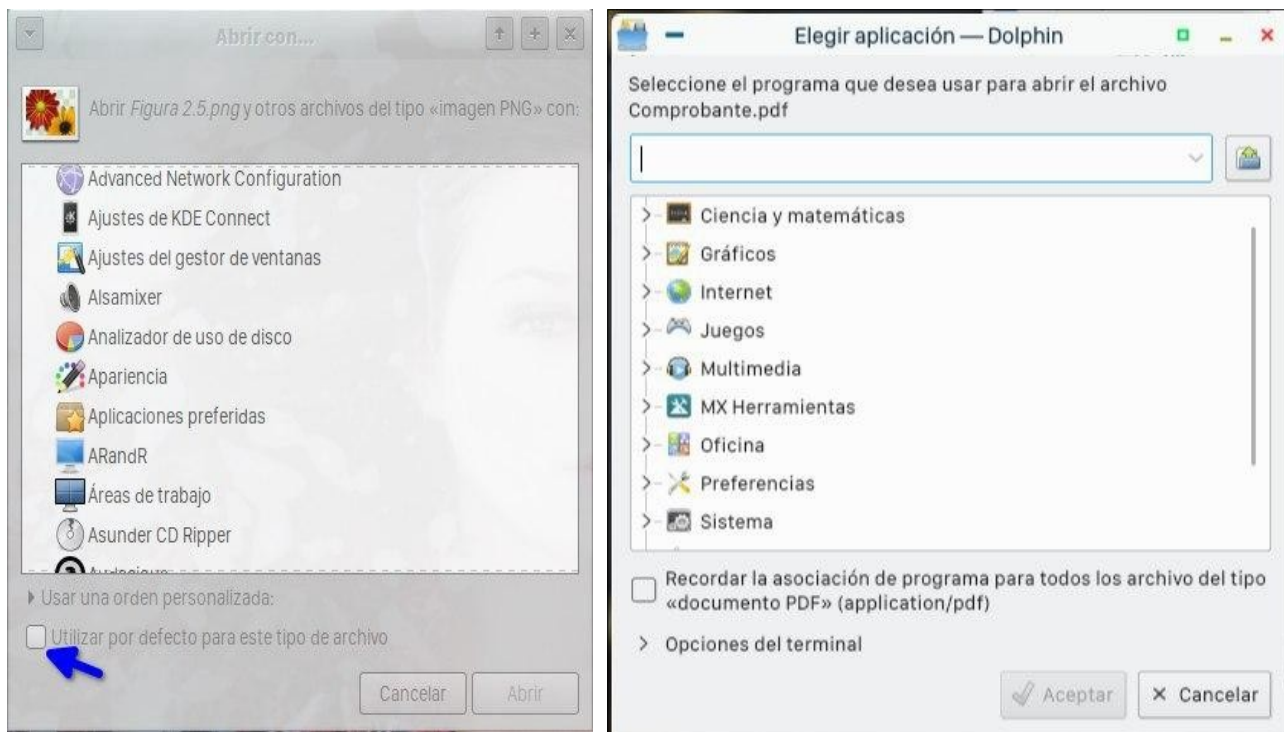 Abrir con...
Abrir Figura 2.5.png y otros archivos del tipo «imagen PNG» con:
Advanced Network Configuration
Ajustes de KDE Connect
Ajustes del gestor de ventanas
Alsamixer
Analizador de uso de disco
Apariencia
Aplicaciones preferidas
ARandR
Áreas de trabajo
Asunder CD Ripper
Usar una orden personalizada:
Utilizar por defecto para este tipo de archivo
Cancelar
Abrir
Elegir aplicación — Dolphin
Seleccione el programa que desea usar para abrir el archivo
Comprobante.pdf
Ciencia y matemáticas
Gráficos
Internet
Juegos
Multimedia
MX Herramientas
Oficina
Preferencias
Sistema
Recordar la asociación de programa para todos los archivo del tipo
«documento PDF» (application/pdf)
Opciones del terminal
Aceptar
Cancelar